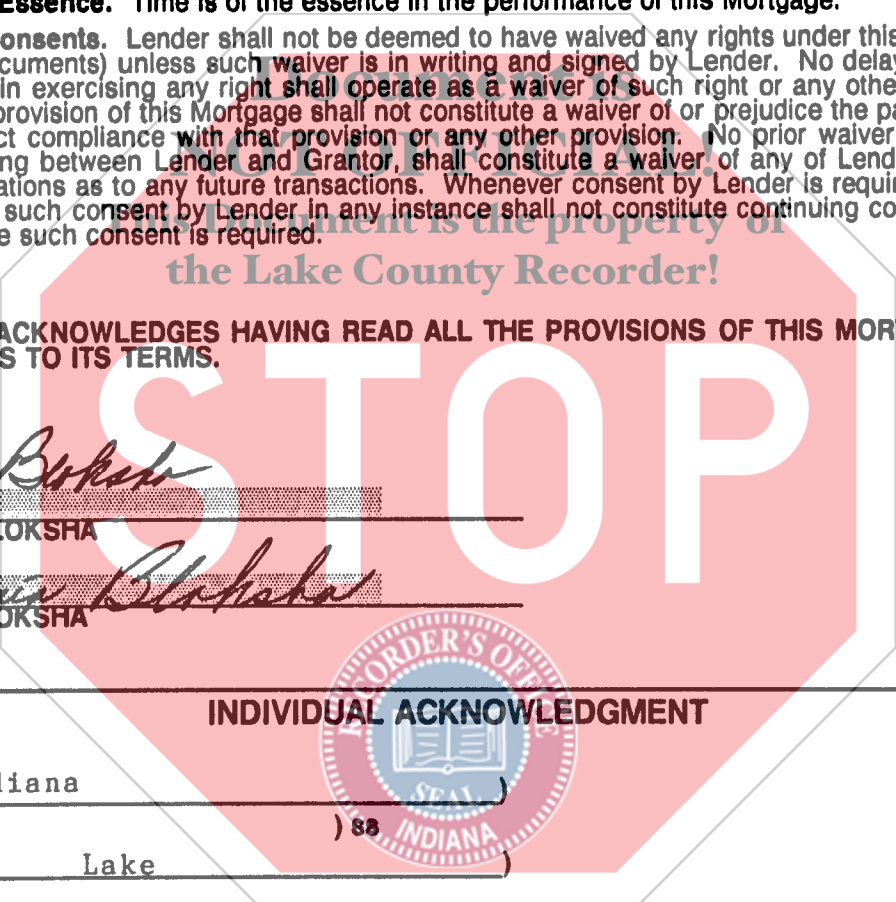 Essence. Time is of the essence in the performance of this Mortgage.
onsents. Lender shall not be deemed to have waived any rights under this
cuments) unless such waiver is in writing and signed by Lender. No delay
in exercising any right shall operate as a waiver of such right or any othe
provision of this Mortgage shall not constitute a waiver of or prejudice the p
ct compliance with that provision or any other provision. No prior waiver
ng between Lender and Grantor, shall constitute a waiver of any of Lend
ations as to any future transactions. Whenever consent by Lender is requi
such consent by Lender in any instance shall not constitute continuing co
e such consent is required.
Document is
NOT OFFICIAL!
This Document is the property of
the Lake County Recorder!
ACKNOWLEDGES HAVING READ ALL THE PROVISIONS OF THIS MOR
S TO ITS TERMS.
STOP
Bloksha
LOKSHA
Bloksha
OKSHA
RECORDER'S OFFICE
SEAL
INDIANA
INDIVIDUAL ACKNOWLEDGMENT
diana )
) SS
Lake )